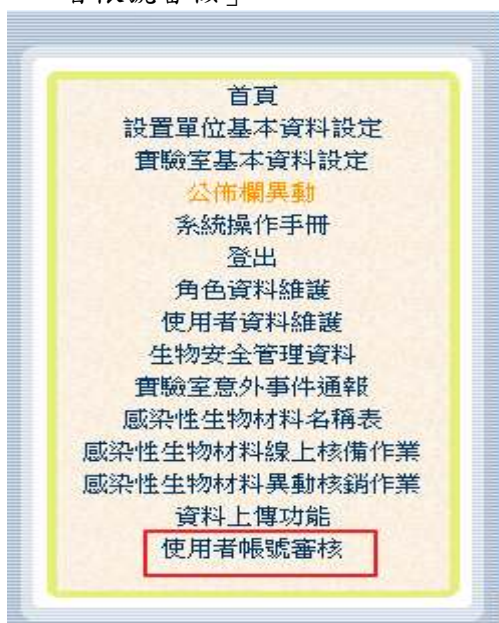 者帳號審核」
首頁
設置單位基本資料設定
實驗室基本資料設定
公佈欄異動
系統操作手冊
登出
角色資料維護
使用者資料維護
生物安全管理資料
實驗室意外事件通報
感染性生物材料名稱表
感染性生物材料線上核備作業
感染性生物材料異動核銷作業
資料上傳功能
使用者帳號審核